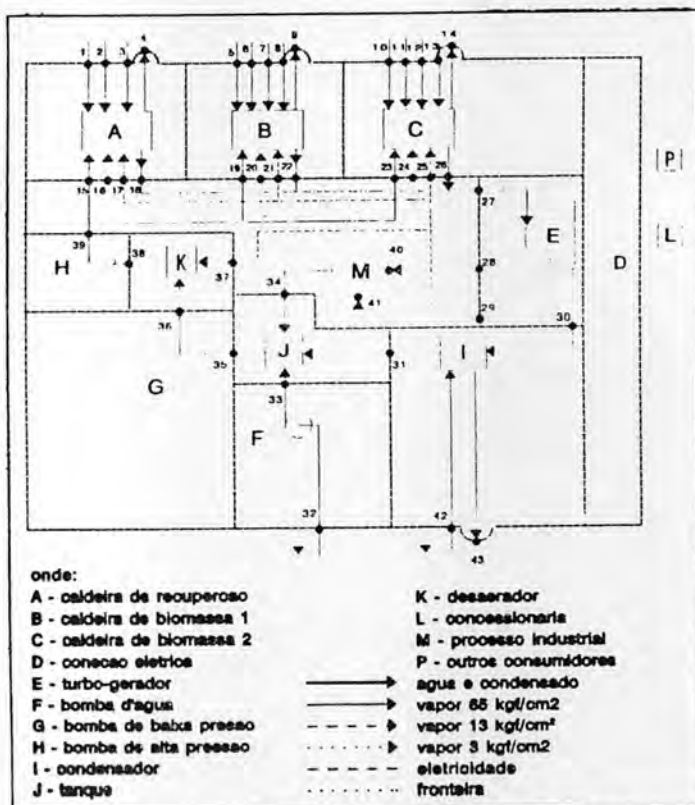 1 2 3 4 5 6 7 8 9 10 11 12 13 14
A B C
P
15 16 17 18 19 20 21 22 23 24 25 26
27
E
L
39 38 H K 37 34 M 40 28 D
41
36 29 30
35 J 31 I
G
33
F
32 42
43
onde:
A - caldeira de recuperoso
B - caldeira de biomassa 1
C - caldeira de biomassa 2
D - conecao eletrica
E - turbo-gerador
F - bomba d'agua
G - bomba de baixa pressao
H - bomba de alta pressao
I - condensador
J - tanque
K - desaerador
L - concessionaria
M - processo industrial
P - outros consumidores
agua e condensado
vapor 65 kgf/cm2
vapor 13 kgf/cm²
vapor 3 kgf/cm2
eletricidade
fronteira